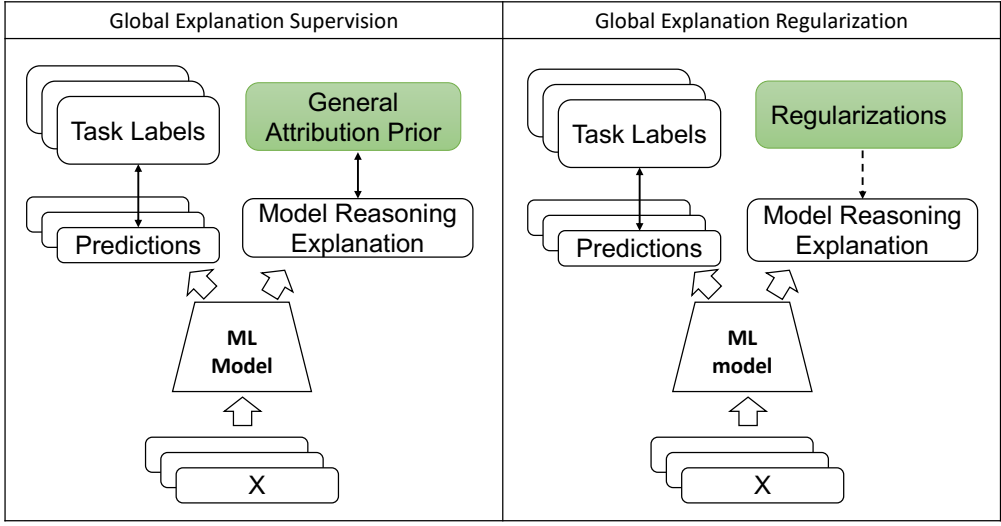 Global Explanation Supervision
Task Labels
General
Attribution Prior
Predictions
Model Reasoning
Explanation
ML
Model
X
Global Explanation Regularization
Task Labels
Regularizations
Predictions
Model Reasoning
Explanation
ML
model
X